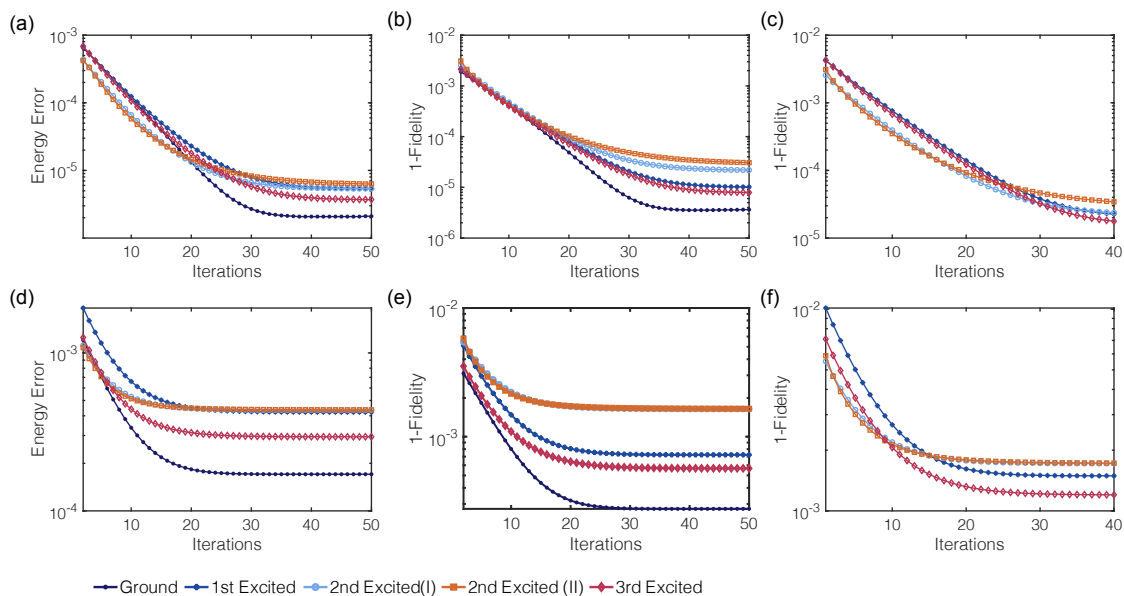 (a)
(b)
(c)
10^-3
10^-4
10^-5
Energy Error
10 20 30 40 50
Iterations
10^-2
10^-3
10^-4
10^-5
10^-6
1-Fidelity
10 20 30 40 50
Iterations
10^-2
10^-3
10^-4
10^-5
1-Fidelity
10 20 30 40
Iterations
(d)
(e)
(f)
10^-3
10^-4
Energy Error
10 20 30 40 50
Iterations
10^-2
10^-3
1-Fidelity
10 20 30 40 50
Iterations
10^-2
10^-3
1-Fidelity
10 20 30 40
Iterations
Ground 1st Excited 2nd Excited(I) 2nd Excited (II) 3rd Excited